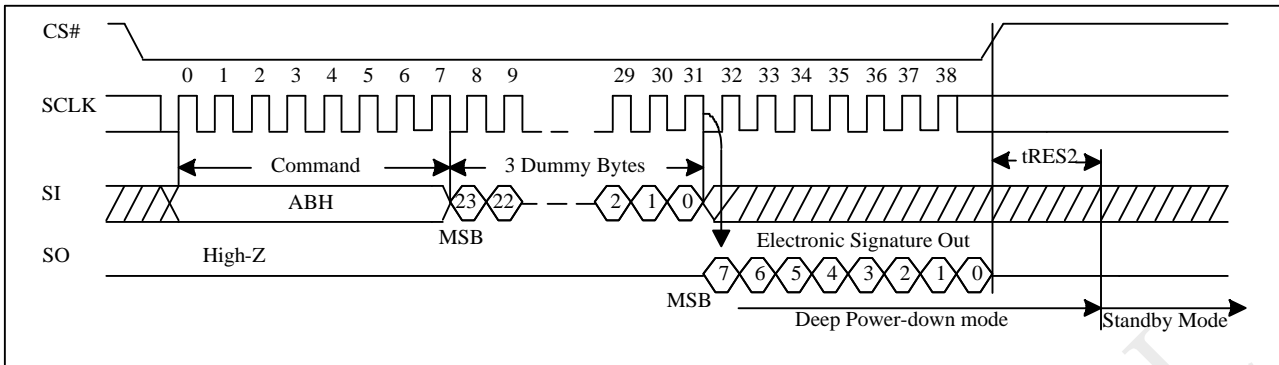 CS#
0 1 2 3 4 5 6 7 8 9 29 30 31 32 33 34 35 36 37 38
SCLK
Command 3 Dummy Bytes tRES2
SI ABH 23 22 2 1 0
MSB
SO High-Z Electronic Signature Out
7 6 5 4 3 2 1 0
MSB
Deep Power-down mode Standby Mode